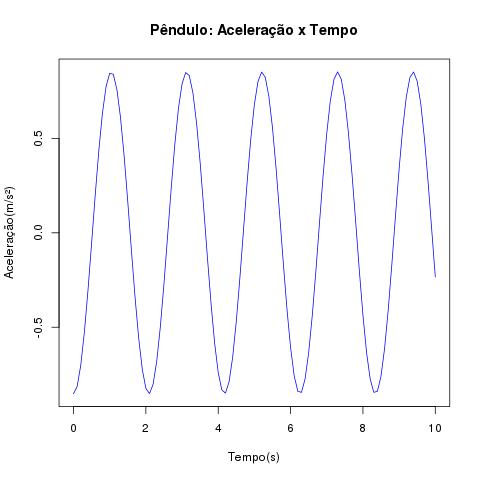 Pêndulo: Aceleração x Tempo
Aceleração(m/s²)
0.5
0.0
-0.5
0 2 4 6 8 10
Tempo(s)